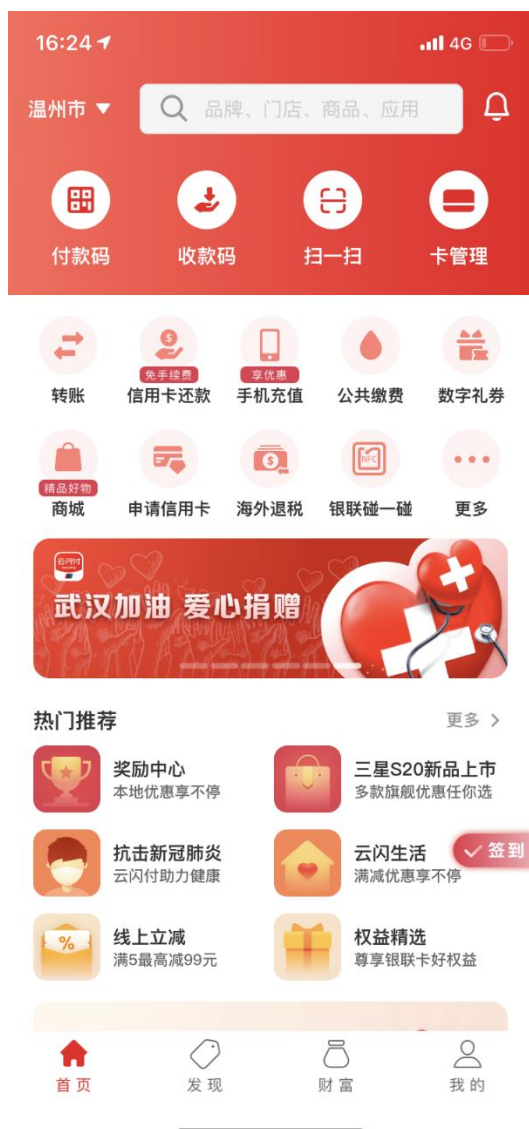 16:24
4G
温州市
品牌、门店、商品、应用
付款码
收款码
扫一扫
卡管理
免手续费
享优惠
转账
信用卡还款
手机充值
公共缴费
数字礼券
精品好物
NFC
商城
申请信用卡
海外退税
银联碰一碰
更多
云闪付
武汉加油 爱心捐赠
热门推荐
更多
奖励中心
本地优惠享不停
三星S20新品上市
多款旗舰优惠任你选
抗击新冠肺炎
云闪付助力健康
云闪生活
满减优惠享不停
签到
线上立减
满5最高减99元
权益精选
尊享银联卡好权益
首页
发现
财富
我的